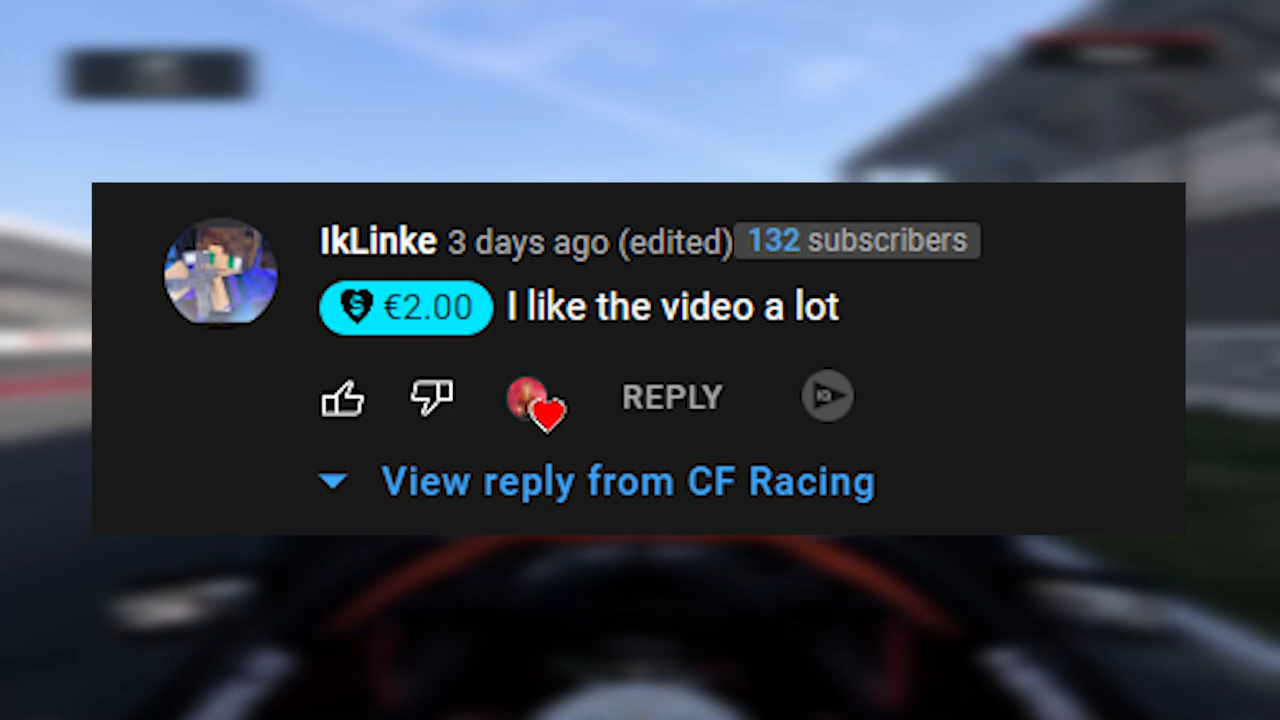 IkLinke 3 days ago (edited) 132 subscribers
€2.00 I like the video a lot
REPLY
View reply from CF Racing